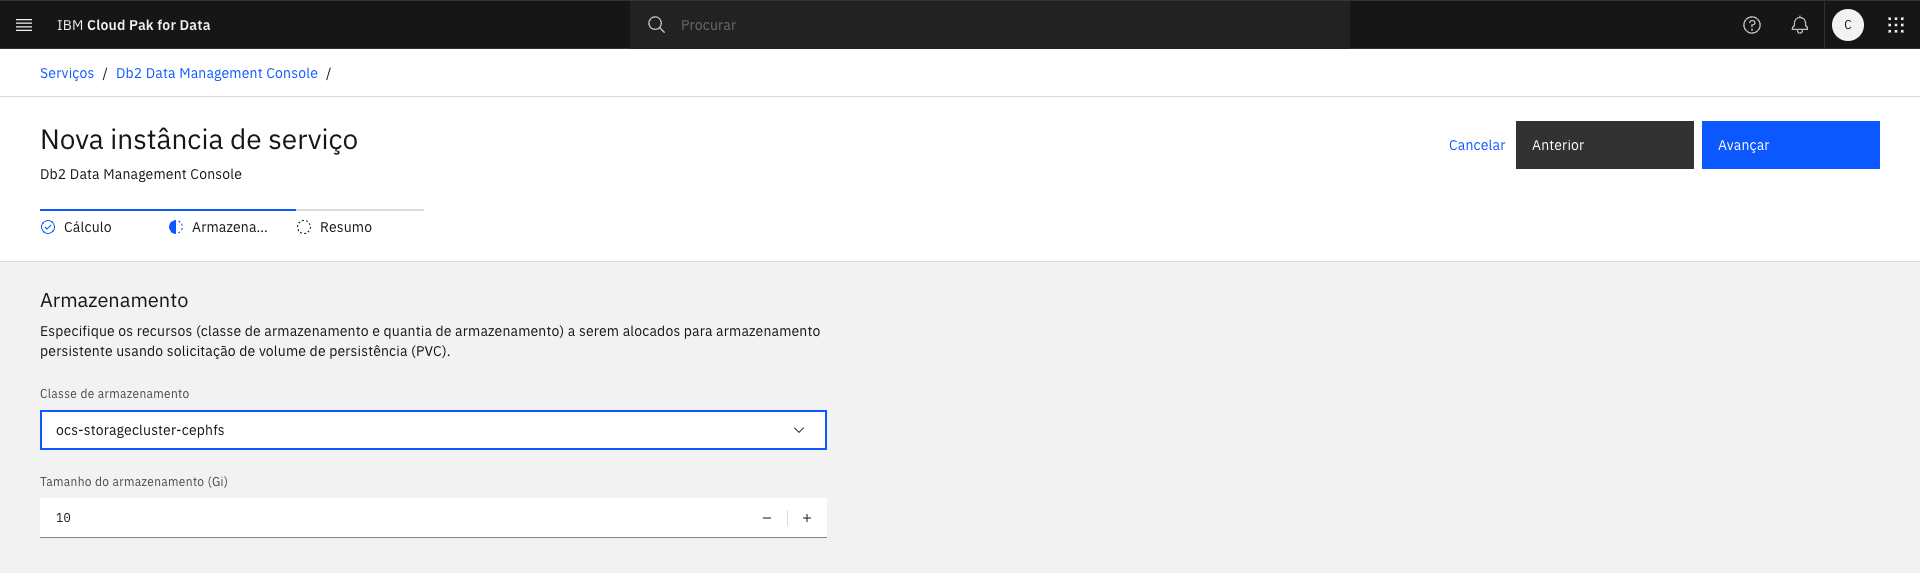 IBM Cloud Pak for Data
Procurar
C
Serviços / Db2 Data Management Console /
Nova instância de serviço
Db2 Data Management Console
Cancelar
Anterior
Avançar
Cálculo
Armazena...
Resumo
Armazenamento
Especifique os recursos (classe de armazenamento e quantia de armazenamento) a serem alocados para armazenamento
persistente usando solicitação de volume de persistência (PVC).
Classe de armazenamento
ocs-storagecluster-cephfs
Tamanho do armazenamento (Gi)
10